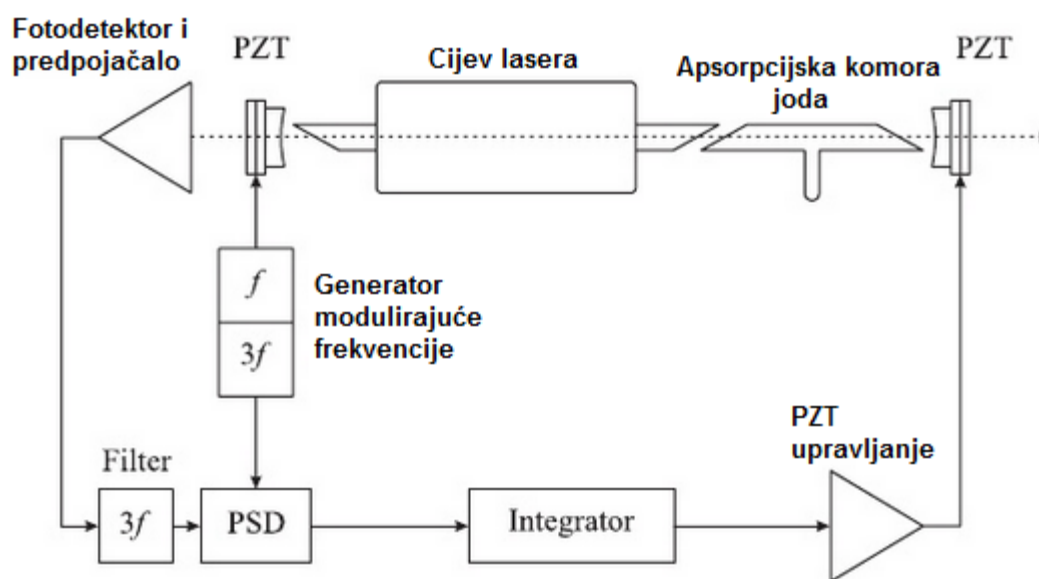 Fotodetektor i
predpojačalo
PZT
Cijev lasera
Apsorpcijska komora
joda
PZT
f
3f
Generator
modulirajuće
frekvencije
PZT
upravljanje
Filter
3f
PSD
Integrator